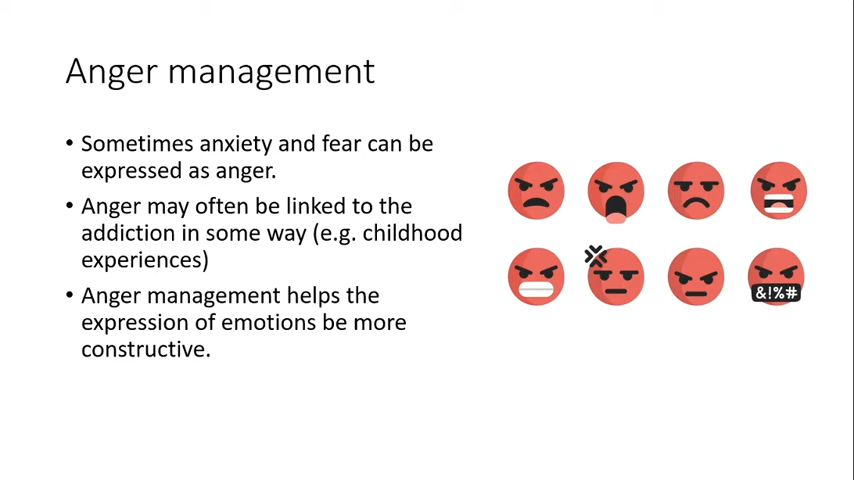 Anger management
• Sometimes anxiety and fear can be
expressed as anger.
• Anger may often be linked to the
addiction in some way (e.g. childhood
experiences)
• Anger management helps the
expression of emotions be more
constructive.
&!%#